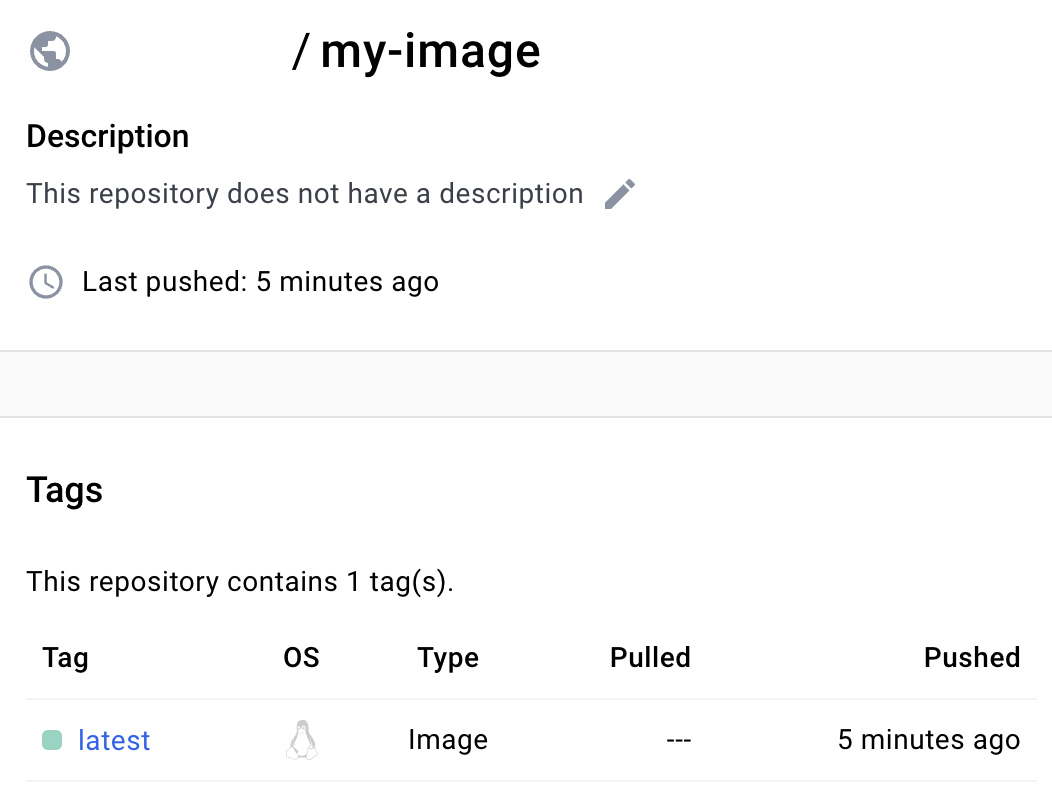 / my-image
Description
This repository does not have a description
Last pushed: 5 minutes ago
Tags
This repository contains 1 tag(s).
Tag OS Type Pulled Pushed
latest Image --- 5 minutes ago